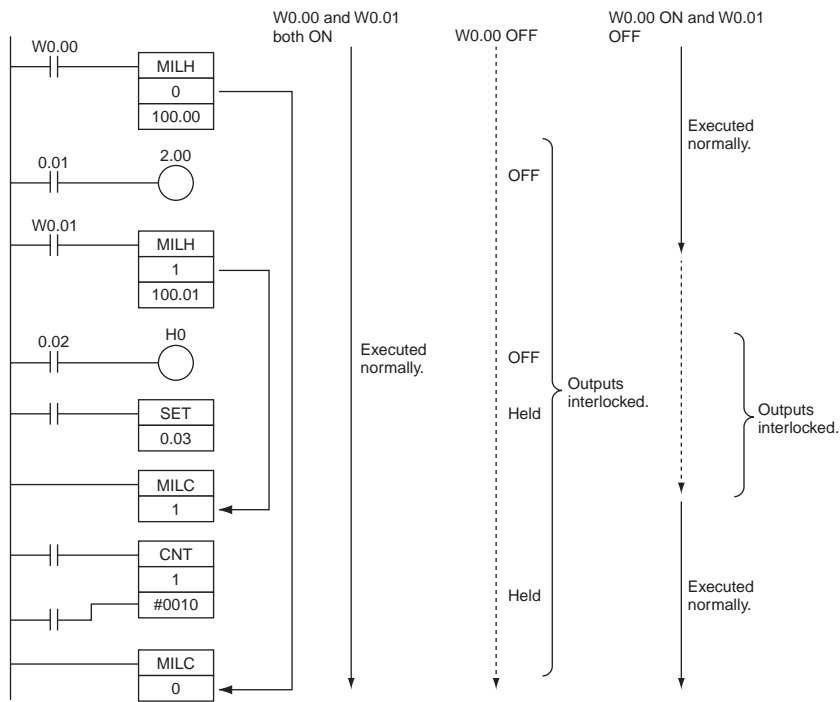 W0.00 and W0.01
both ON
W0.00 OFF
W0.00 ON and W0.01
OFF
W0.00
MILH
0
100.00
Executed
normally.
0.01
2.00
OFF
W0.01
MILH
1
100.01
0.02
H0
Executed
normally.
OFF
Outputs
interlocked.
SET
0.03
Held
Outputs
interlocked.
MILC
1
CNT
1
#0010
Held
Executed
normally.
MILC
0